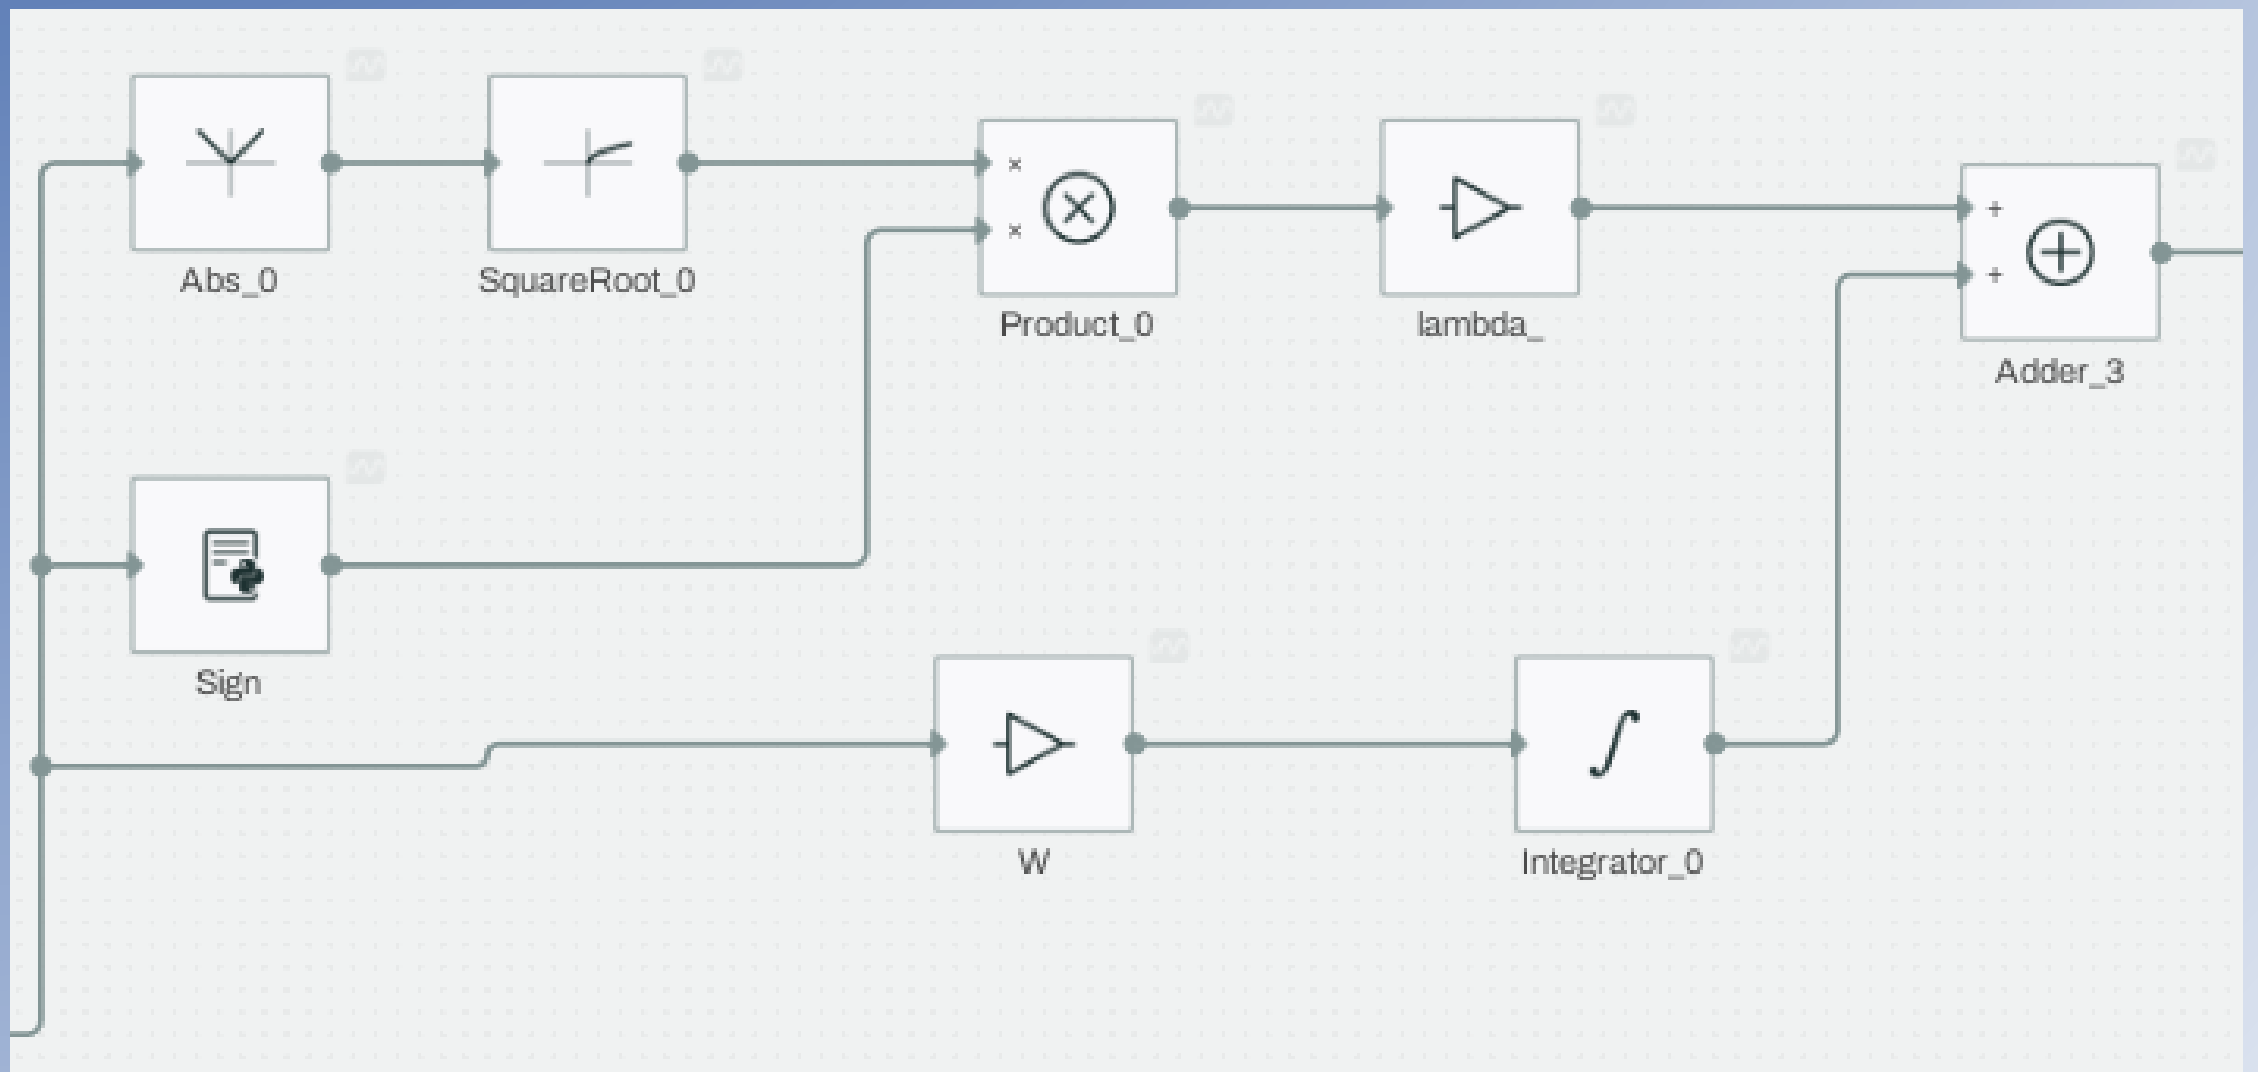 Abs_0
SquareRoot_0
x
x
Product_0
lambda_
+
+
Adder_3
Sign
W
Integrator_0